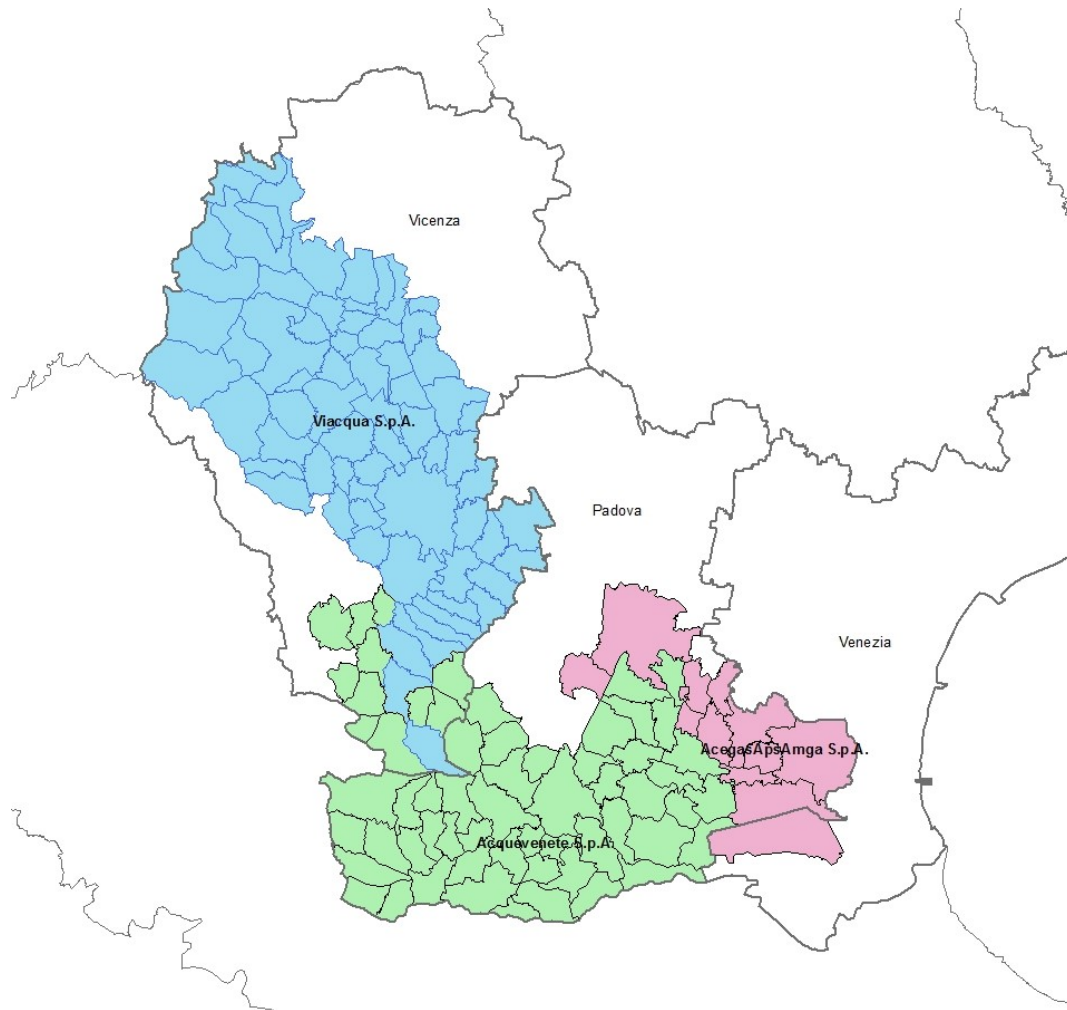 Vicenza
Viacqua S.p.A.
Padova
Venezia
AcegasApsAmga S.p.A.
Acquevenete S.p.A.